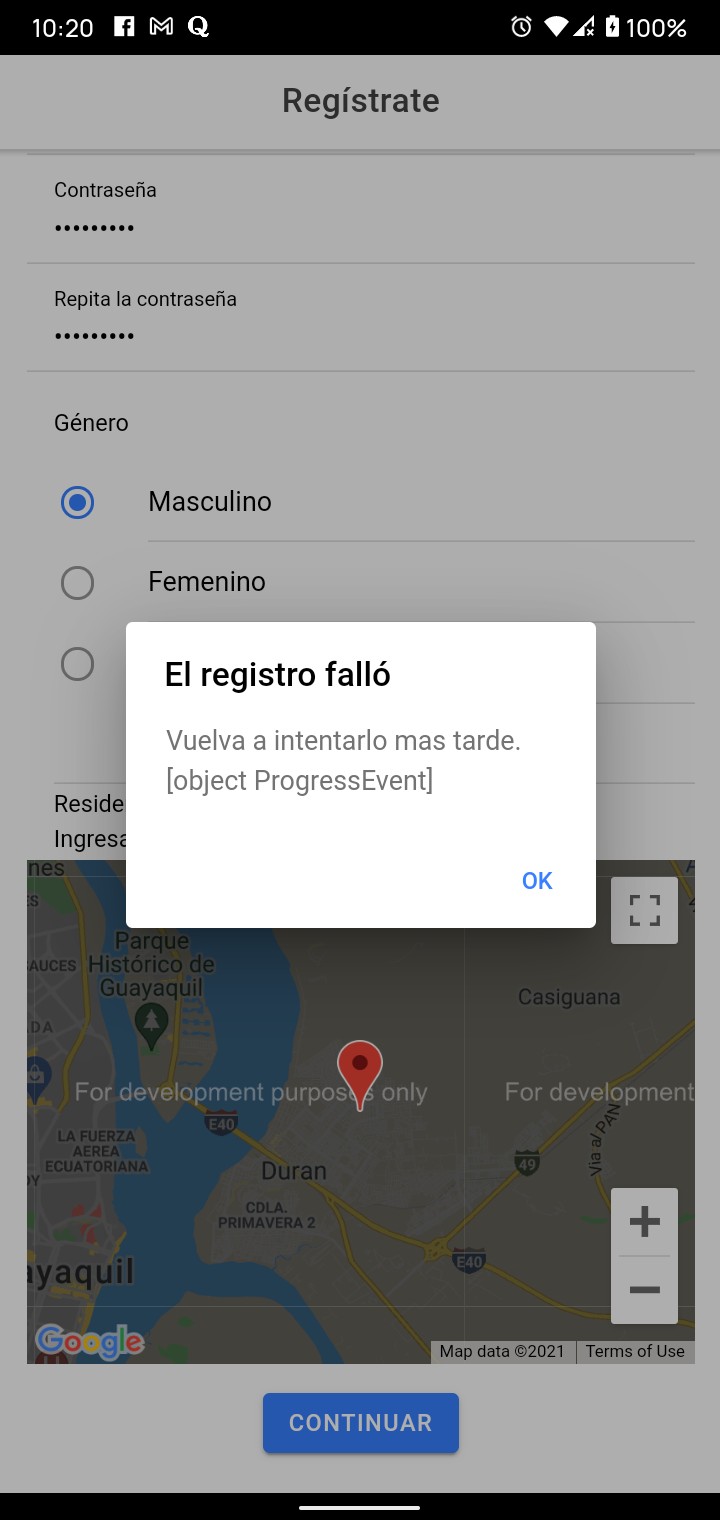 10:20
100%
Regístrate
Contraseña
•••••••••
Repita la contraseña
•••••••••
Género
Masculino
Femenino
El registro falló
Vuelva a intentarlo mas tarde.
[object ProgressEvent]
OK
Reside
Ingresa
nes
ES
AUCES
Parque
Histórico de
Guayaquil
Casiguana
ADA
For development purposes only
For development
E40
LA FUERZA
AEREA
ECUATORIANA
DY
Via a/ PAN
49
Duran
CDLA.
PRIMAVERA 2
E40
ayaquil
Google
Map data ©2021
Terms of Use
CONTINUAR